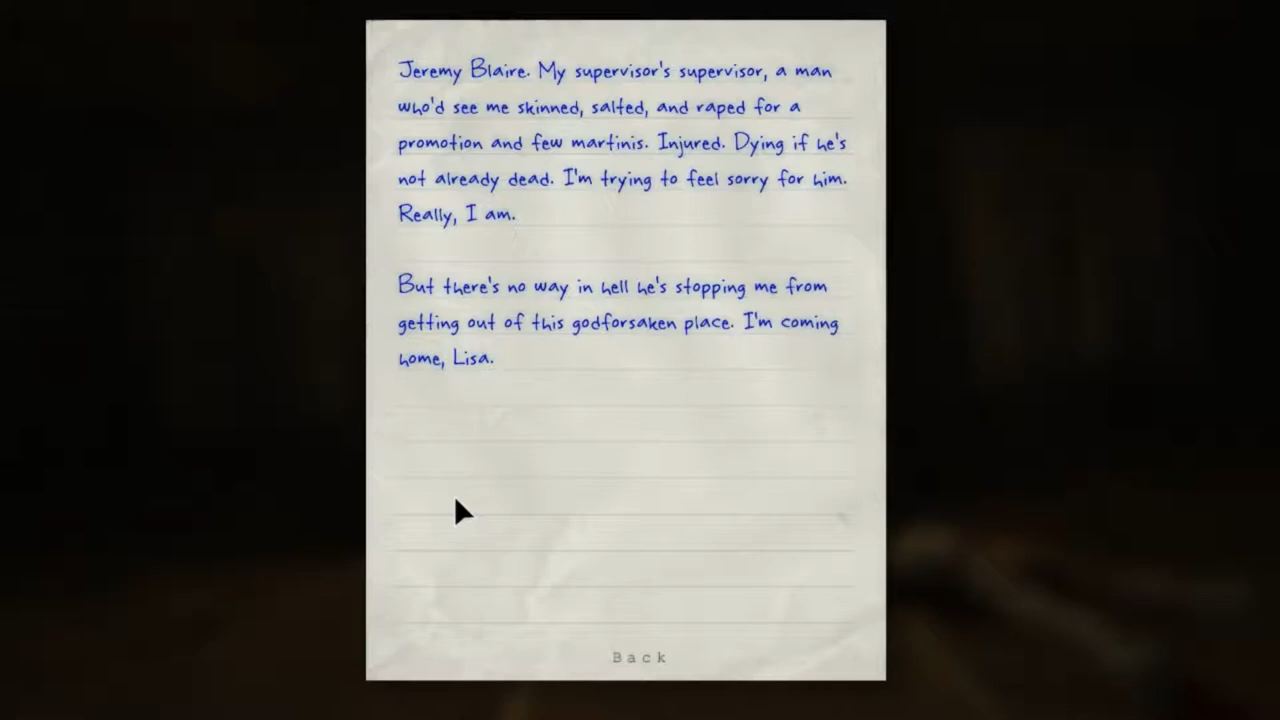 Jeremy Blaire. My supervisor's supervisor, a man
who'd see me skinned, salted, and raped for a
promotion and few martinis. Injured. Dying if he's
not already dead. I'm trying to feel sorry for him.
Really, I am.
But there's no way in hell he's stopping me from
getting out of this godforsaken place. I'm coming
home, Lisa.
Back